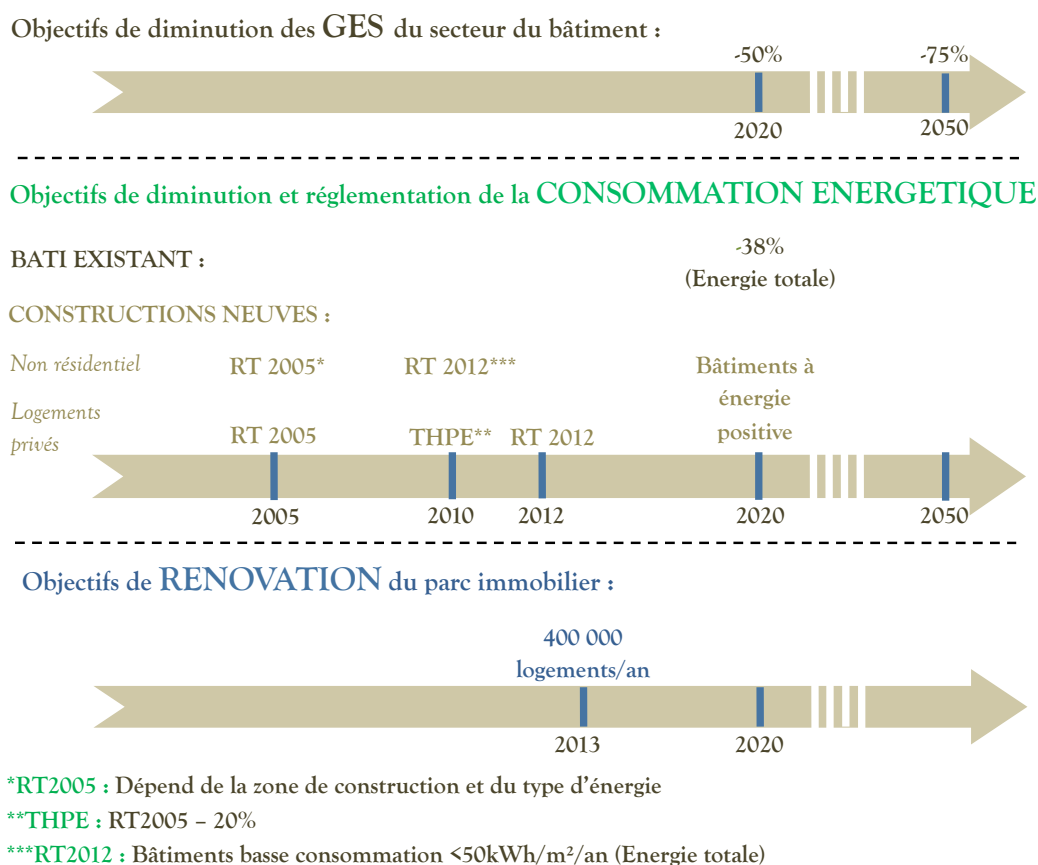 Objectifs de diminution des GES du secteur du bâtiment :
-50% -75%
2020 2050
Objectifs de diminution et réglementation de la CONSOMMATION ENERGETIQUE
BATI EXISTANT :
-38%
(Energie totale)
CONSTRUCTIONS NEUVES :
Non résidentiel RT 2005* RT 2012***
Bâtiments à
énergie
positive
Logements
privés
RT 2005 THPE** RT 2012
2005 2010 2012 2020 2050
Objectifs de RENOVATION du parc immobilier :
400 000
logements/an
2013 2020
*RT2005 : Dépend de la zone de construction et du type d’énergie
**THPE : RT2005 – 20%
***RT2012 : Bâtiments basse consommation <50kWh/m²/an (Energie totale)